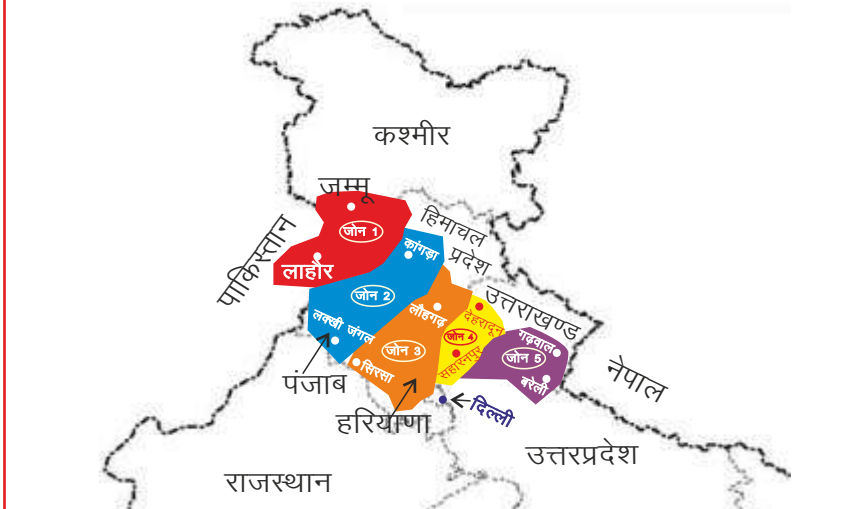 कश्मीर
जम्मू
जोन 1
लाहौर
पाकिस्तान
हिमाचल
प्रदेश
कांगड़ा
जोन 2
लक्खी जंगल
पंजाब
उत्तराखण्ड
लौहगढ़
देहरादून
जोन 3
जोन 4
सहारनपुर
सिरसा
गढ़वाल
जोन 5
बरेली
नेपाल
हरियाणा
दिल्ली
उत्तरप्रदेश
राजस्थान